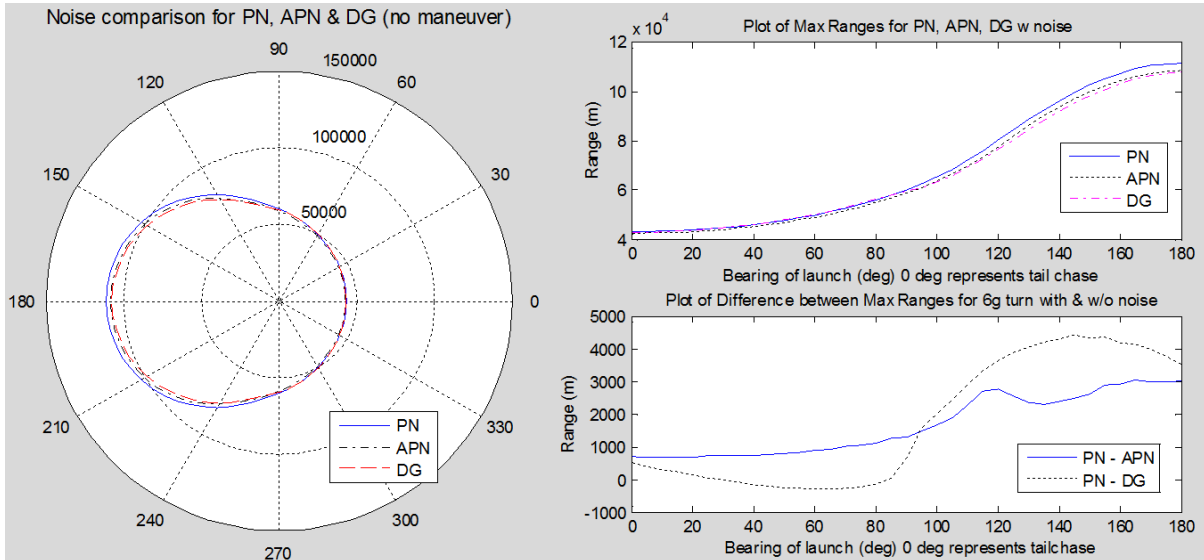 Noise comparison for PN, APN & DG (no maneuver)
90
150000
120
60
100000
150
30
50000
180
0
210
330
240
300
270
PN
APN
DG
Plot of Max Ranges for PN, APN, DG w noise
x 10^4
12
10
8
6
4
Range (m)
0 20 40 60 80 100 120 140 160 180
Bearing of launch (deg) 0 deg represents tail chase
PN
APN
DG
Plot of Difference between Max Ranges for 6g turn with & w/o noise
5000
4000
3000
2000
1000
0
-1000
Range (m)
0 20 40 60 80 100 120 140 160 180
Bearing of launch (deg) 0 deg represents tailchase
PN - APN
PN - DG